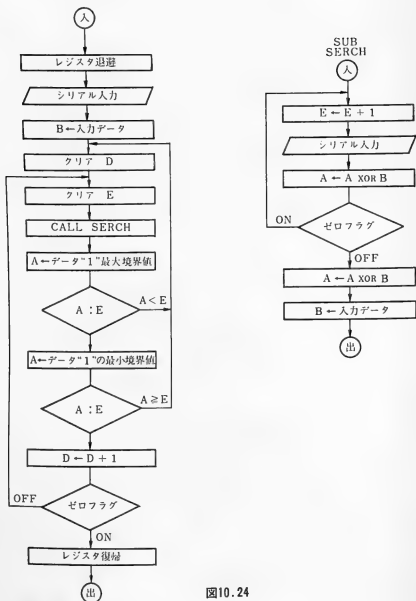 入
レジスタ退避
シリアル入力
B←入力データ
クリア D
クリア E
CALL SERCH
A←データ“1”最大境界値
A:E
A<E
A←データ“1”の最小境界値
A:E
A≧E
D←D+1
OFF
ゼロフラグ
ON
レジスタ復帰
出
SUB
SERCH
入
E←E+1
シリアル入力
A←A XOR B
ON
ゼロフラグ
OFF
A←A XOR B
B←入力データ
出
図10.24